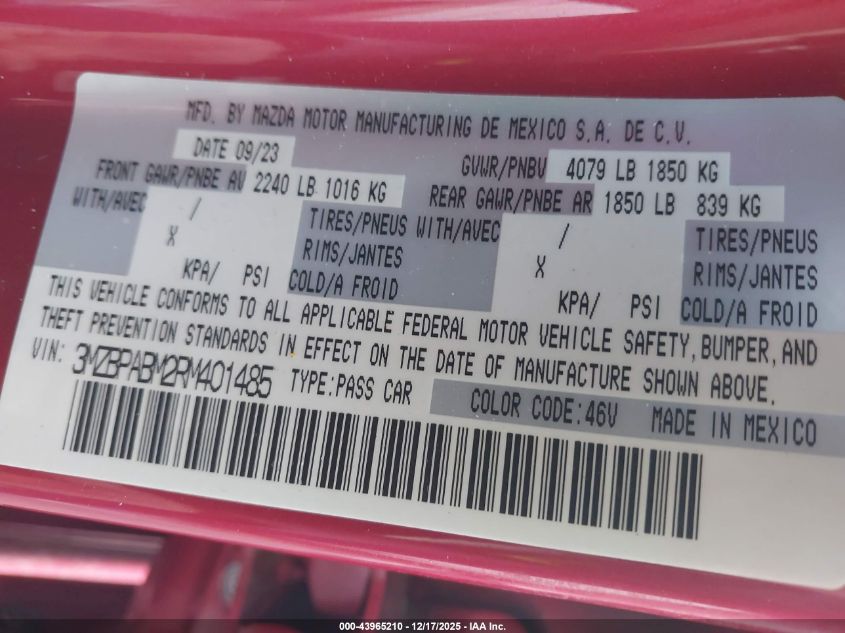 MFD. BY MAZDA MOTOR MANUFACTURING DE MEXICO S.A. DE C.V.
DATE 09/23
GVWR/PNBV 4079 LB 1850 KG
FRONT GAWR/PNBE AV 2240 LB 1016 KG
REAR GAWR/PNBE AR 1850 LB 839 KG
WITH/AVEC / TIRES/PNEUS WITH/AVEC / TIRES/PNEUS
X RIMS/JANTES X RIMS/JANTES
KPA/ PSI COLD/A FROID KPA/ PSI COLD/A FROID
THIS VEHICLE CONFORMS TO ALL APPLICABLE FEDERAL MOTOR VEHICLE SAFETY, BUMPER, AND
THEFT PREVENTION STANDARDS IN EFFECT ON THE DATE OF MANUFACTURE SHOWN ABOVE.
VIN: 3MZBPABM2RM401485 TYPE:PASS CAR
COLOR CODE:46V MADE IN MEXICO
000-43965210 - 12/17/2025 - IAA Inc.